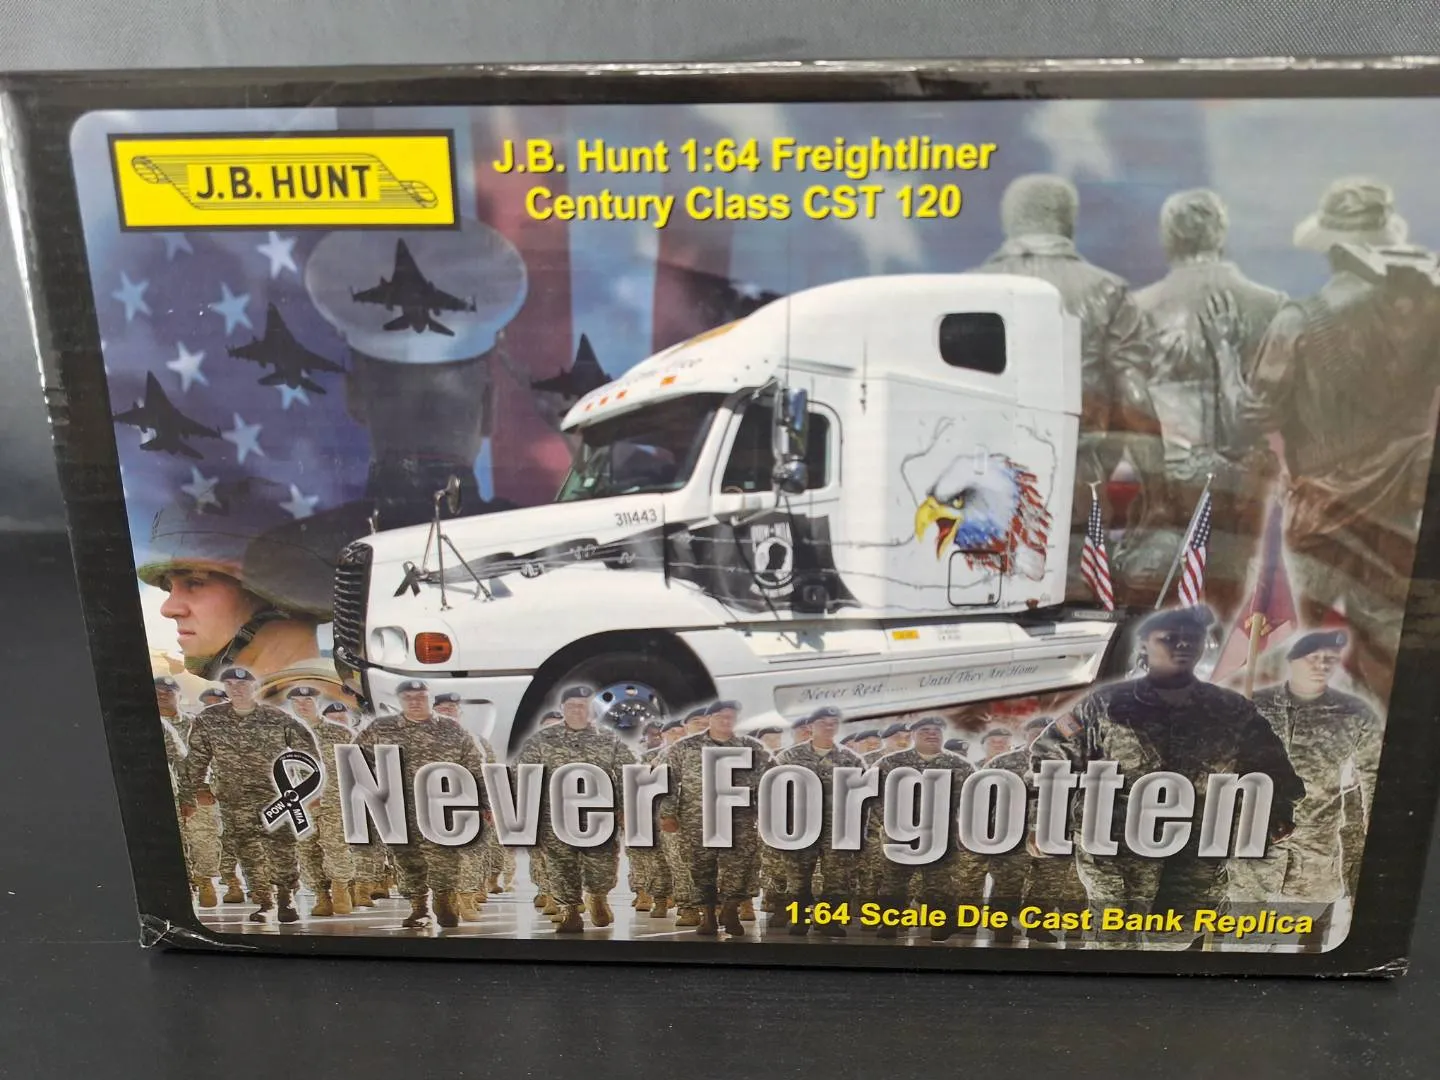 J.B. HUNT
J.B. Hunt 1:64 Freightliner
Century Class CST 120
311443
POW MIA
Never Rest..... Until They Are Home
POW MIA
Never Forgotten
1:64 Scale Die Cast Bank Replica